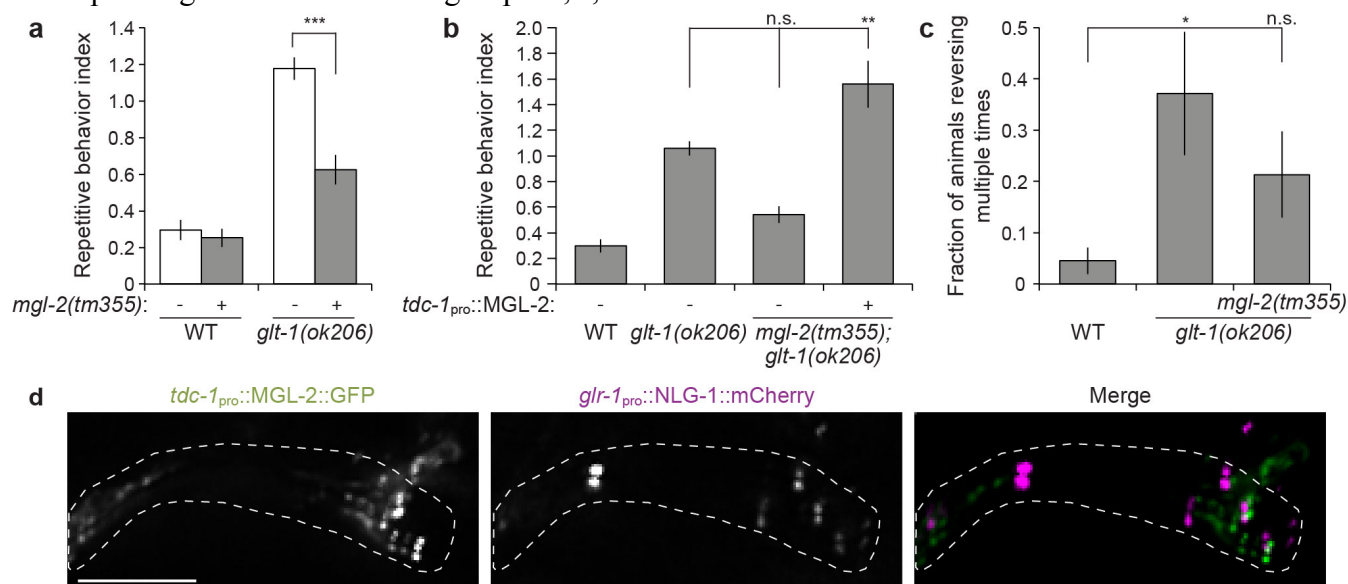 a
***
1.4
1.2
1.0
0.8
0.6
0.4
0.2
0
Repetitive behavior index
mgl-2(tm355): - + - +
WT glt-1(ok206)
b
n.s. **
2.0
1.8
1.6
1.4
1.2
1.0
0.8
0.6
0.4
0.2
0
Repetitive behavior index
tdc-1pro::MGL-2: - - - +
WT glt-1(ok206) mgl-2(tm355);
glt-1(ok206)
c
* n.s.
0.5
0.4
0.3
0.2
0.1
0
Fraction of animals reversing
multiple times
mgl-2(tm355)
WT glt-1(ok206)
d
tdc-1pro::MGL-2::GFP glr-1pro::NLG-1::mCherry Merge